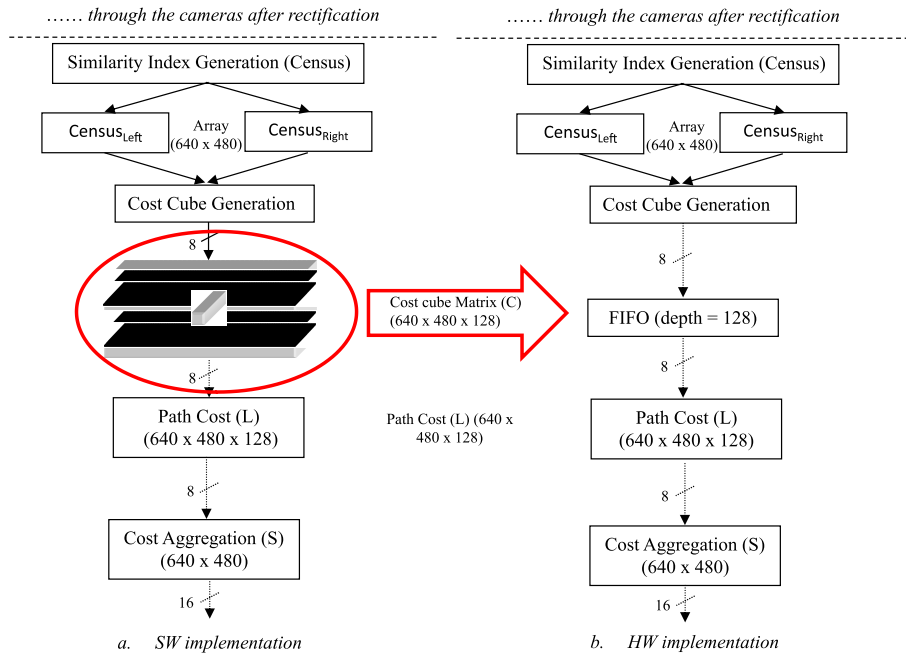 …… through the cameras after rectification
Similarity Index Generation (Census)
CensusLeft
Array
(640 x 480)
CensusRight
Cost Cube Generation
8
8
Path Cost (L)
(640 x 480 x 128)
8
Cost Aggregation (S)
(640 x 480)
16
a. SW implementation
Cost cube Matrix (C)
(640 x 480 x 128)
Path Cost (L) (640 x
480 x 128)
…… through the cameras after rectification
Similarity Index Generation (Census)
CensusLeft
Array
(640 x 480)
CensusRight
Cost Cube Generation
8
FIFO (depth = 128)
8
Path Cost (L)
(640 x 480 x 128)
8
Cost Aggregation (S)
(640 x 480)
16
b. HW implementation